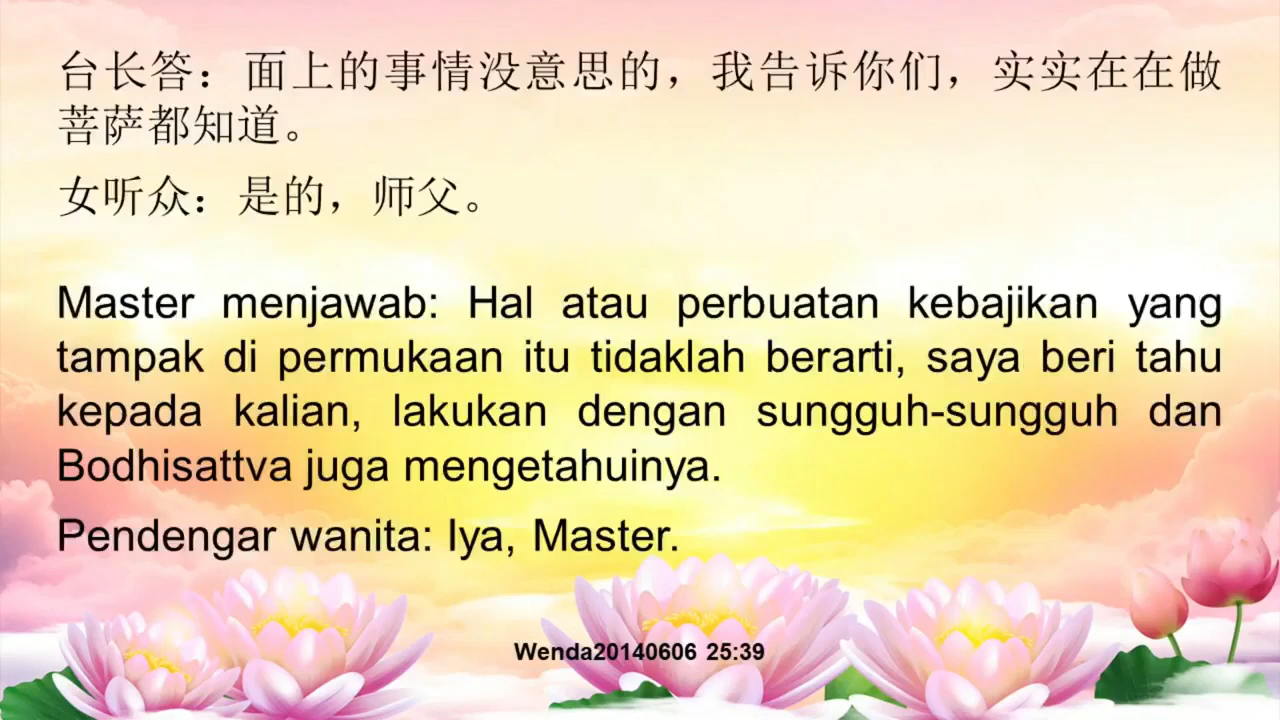 台长答：面上的事情没意思的，我告诉你们，实实在在做
菩萨都知道。
女听众：是的，师父。
Master menjawab: Hal atau perbuatan kebajikan yang
tampak di permukaan itu tidaklah berarti, saya beri tahu
kepada kalian, lakukan dengan sungguh-sungguh dan
Bodhisattva juga mengetahuinya.
Pendengar wanita: Iya, Master.
Wenda20140606 25:39